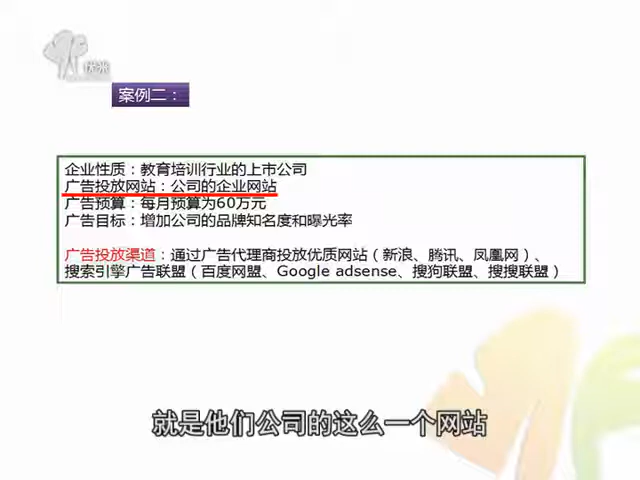 优米
案例二：
企业性质：教育培训行业的上市公司
广告投放网站：公司的企业网站
广告预算：每月预算为60万元
广告目标：增加公司的品牌知名度和曝光率
广告投放渠道：通过广告代理商投放优质网站（新浪、腾讯、凤凰网）、
搜索引擎广告联盟（百度网盟、Google adsense、搜狗联盟、搜搜联盟）
就是他们公司的这么一个网站